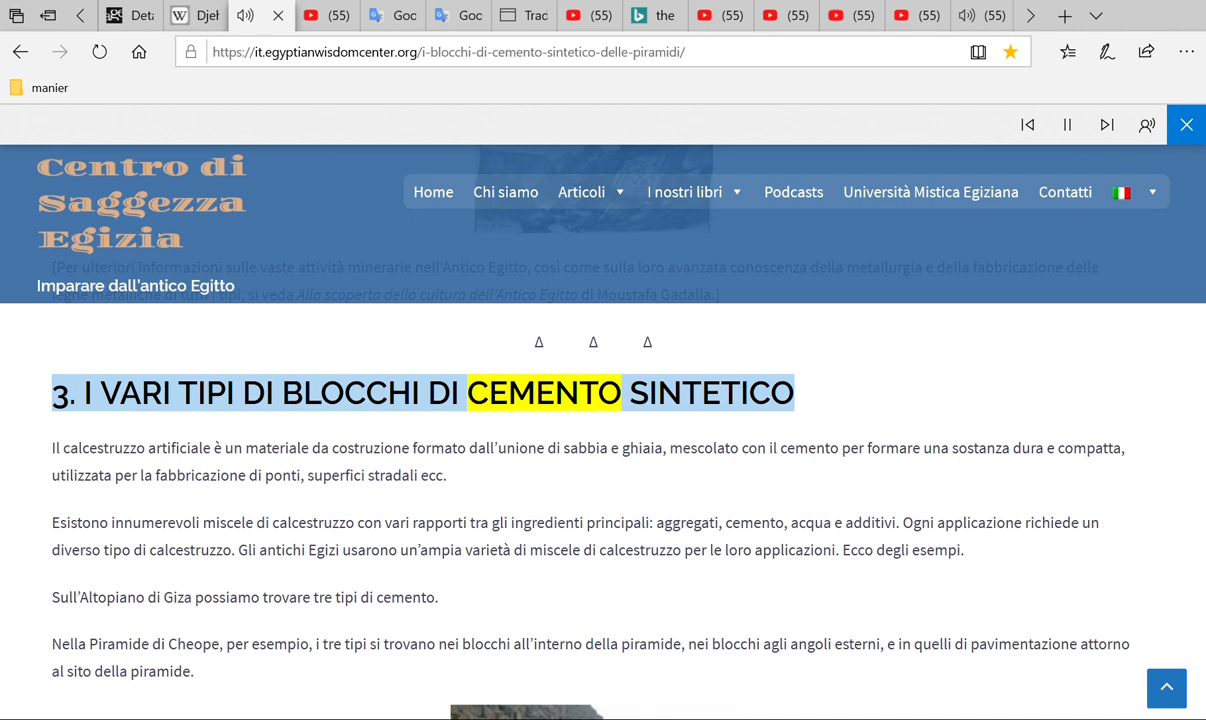 Deta
Djeh
(55)
Goo
Goo
Trac
(55)
the
(55)
(55)
(55)
(55)
(55)
https://it.egyptianwisdomcenter.org/i-blocchi-di-cemento-sintetico-delle-piramidi/
manier
Centro di
Saggezza
Egizia
Home Chi siamo Articoli I nostri libri Podcasts Università Mistica Egiziana Contatti
[Per ulteriori informazioni sulle vaste attività minerarie nell'Antico Egitto, così come sulla loro avanzata conoscenza della metallurgia e della fabbricazione delle
Imparare dall'antico Egitto
leghe metalliche di tutti i tipi, si veda Alla scoperta della cultura dell'Antico Egitto di Moustafa Gadalla.]
Δ Δ Δ
3. I VARI TIPI DI BLOCCHI DI CEMENTO SINTETICO
Il calcestruzzo artificiale è un materiale da costruzione formato dall'unione di sabbia e ghiaia, mescolato con il cemento per formare una sostanza dura e compatta,
utilizzata per la fabbricazione di ponti, superfici stradali ecc.
Esistono innumerevoli miscele di calcestruzzo con vari rapporti tra gli ingredienti principali: aggregati, cemento, acqua e additivi. Ogni applicazione richiede un
diverso tipo di calcestruzzo. Gli antichi Egizi usarono un'ampia varietà di miscele di calcestruzzo per le loro applicazioni. Ecco degli esempi.
Sull'Altopiano di Giza possiamo trovare tre tipi di cemento.
Nella Piramide di Cheope, per esempio, i tre tipi si trovano nei blocchi all'interno della piramide, nei blocchi agli angoli esterni, e in quelli di pavimentazione attorno
al sito della piramide.